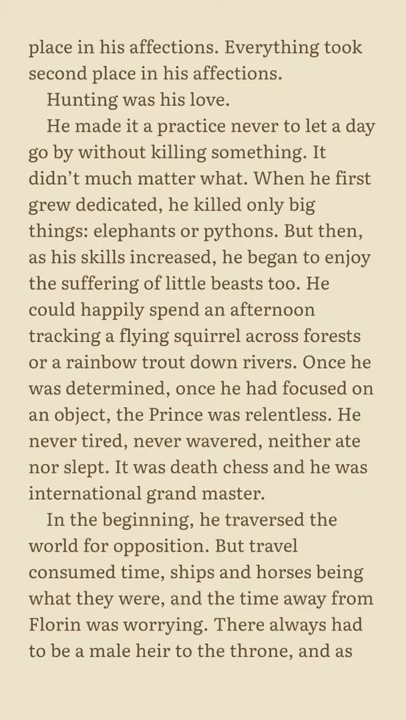 place in his affections. Everything took
second place in his affections.
Hunting was his love.
He made it a practice never to let a day
go by without killing something. It
didn’t much matter what. When he first
grew dedicated, he killed only big
things: elephants or pythons. But then,
as his skills increased, he began to enjoy
the suffering of little beasts too. He
could happily spend an afternoon
tracking a flying squirrel across forests
or a rainbow trout down rivers. Once he
was determined, once he had focused on
an object, the Prince was relentless. He
never tired, never wavered, neither ate
nor slept. It was death chess and he was
international grand master.
In the beginning, he traversed the
world for opposition. But travel
consumed time, ships and horses being
what they were, and the time away from
Florin was worrying. There always had
to be a male heir to the throne, and as